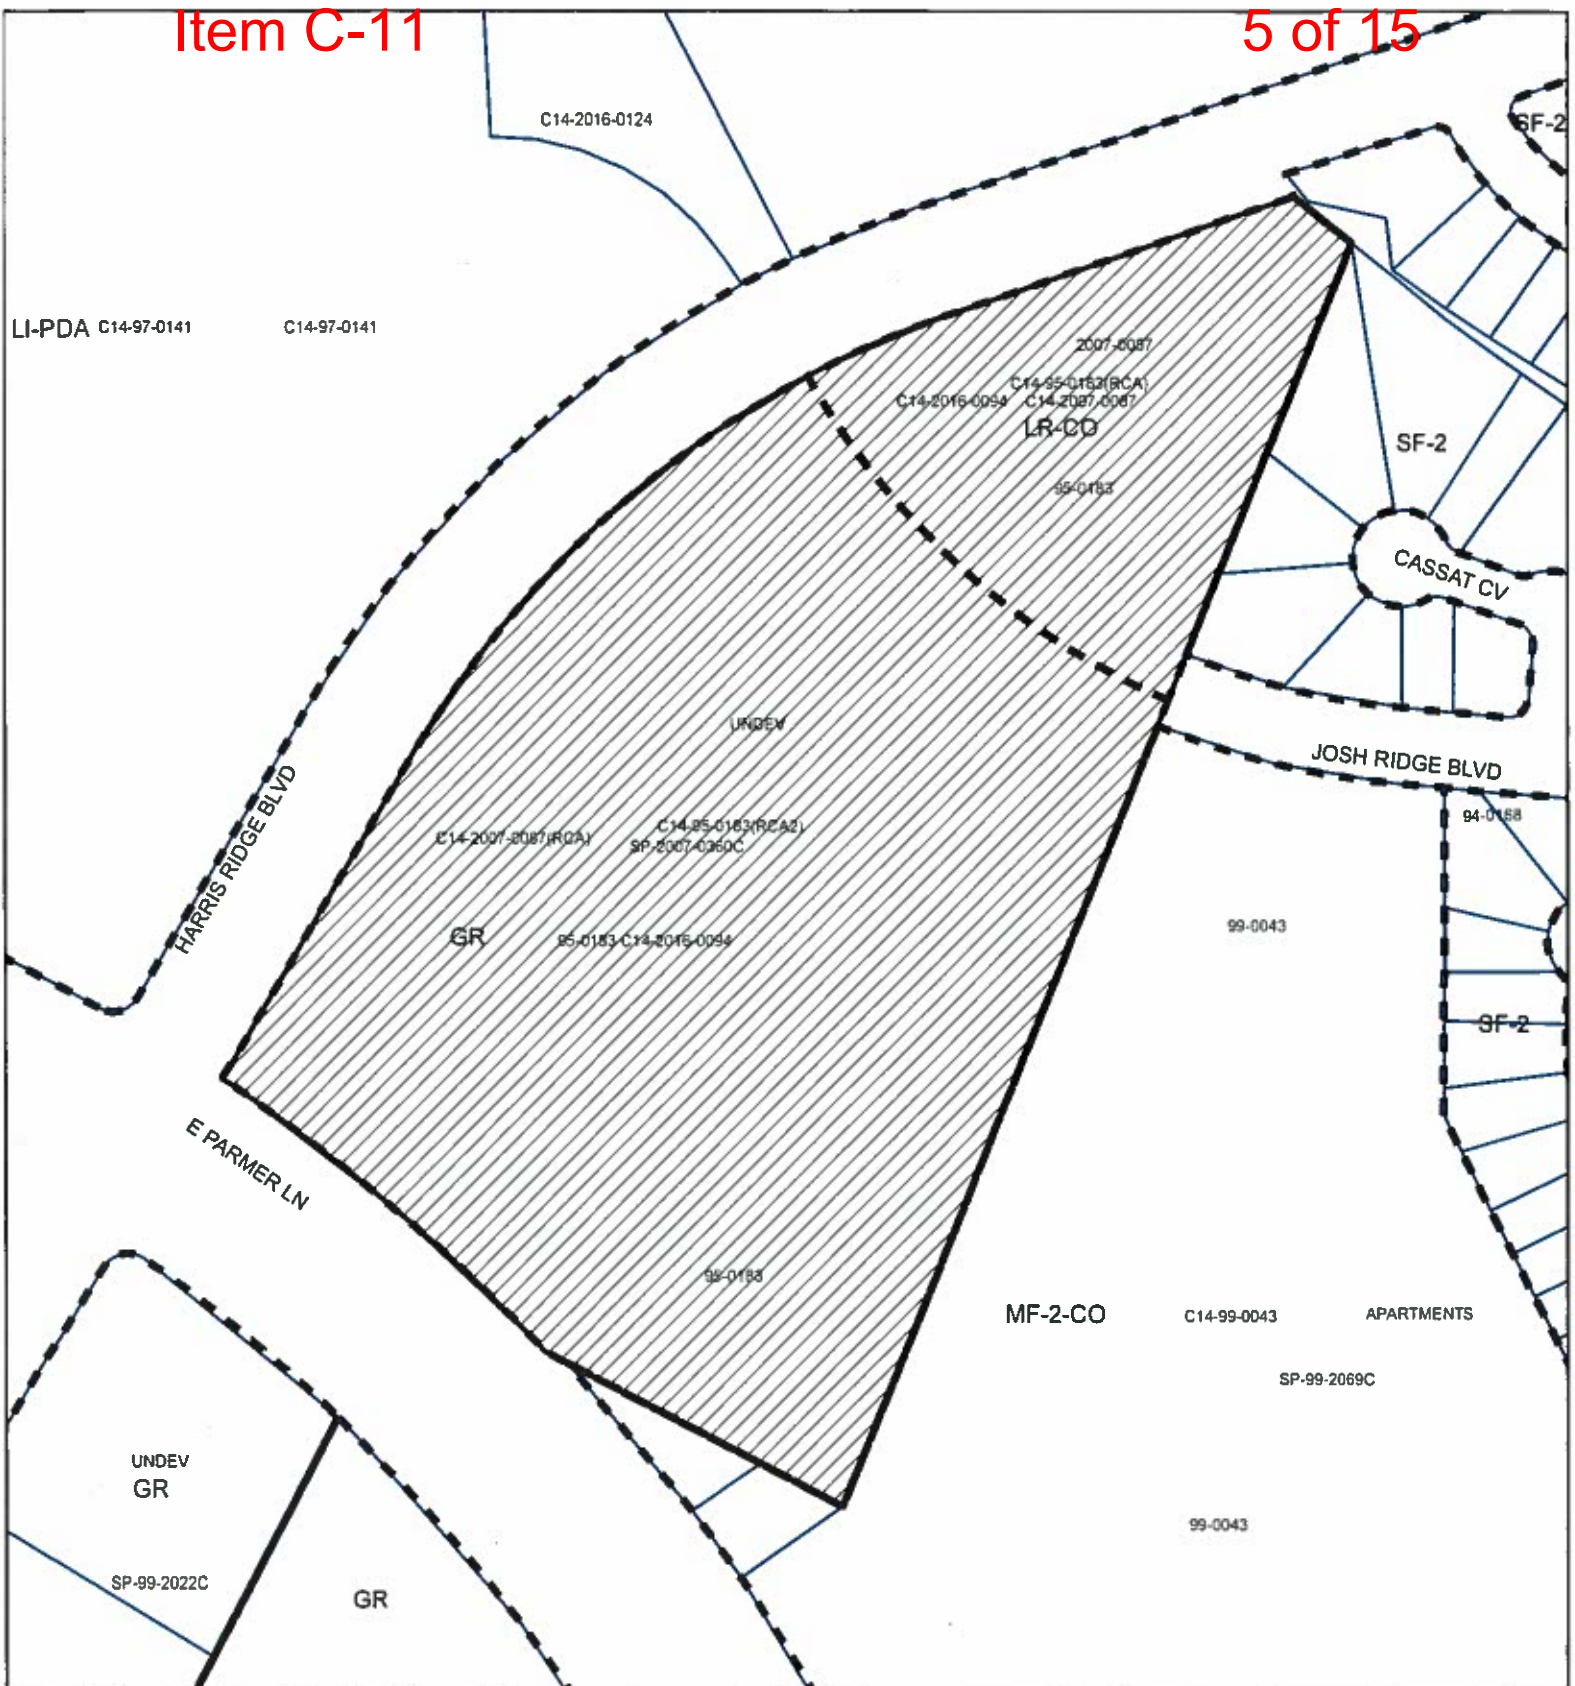 Item C-11
5 of 15
C14-2016-0124
SF-2
LI-PDA C14-97-0141
C14-97-0141
2007-0087
C14-95-0183(RCA)
C14-2016-0094 C14-2007-0087
LR-CO
SF-2
95-0183
CASSAT CV
UNDEV
JOSH RIDGE BLVD
HARRIS RIDGE BLVD
94-0168
C14-95-0183(RCA2)
C14-2007-0087(RCA)
SP-2007-0360C
99-0043
GR
95-0183 C14-2016-0094
SF-2
E PARMER LN
95-0183
MF-2-CO
C14-99-0043
APARTMENTS
SP-99-2069C
UNDEV
GR
99-0043
SP-99-2022C
GR